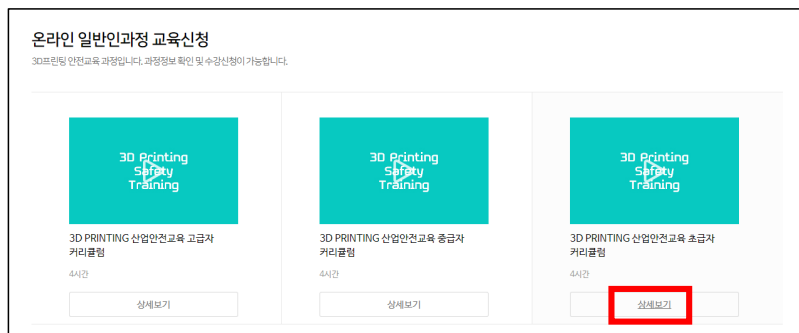 온라인 일반인과정 교육신청
3D프린팅 안전교육 과정입니다. 과정정보 확인 및 수강신청이 가능합니다.
3D Printing
Safety
Training
3D PRINTING 산업안전교육 고급자
커리큘럼
4시간
상세보기
3D Printing
Safety
Training
3D PRINTING 산업안전교육 중급자
커리큘럼
4시간
상세보기
3D Printing
Safety
Training
3D PRINTING 산업안전교육 초급자
커리큘럼
4시간
상세보기